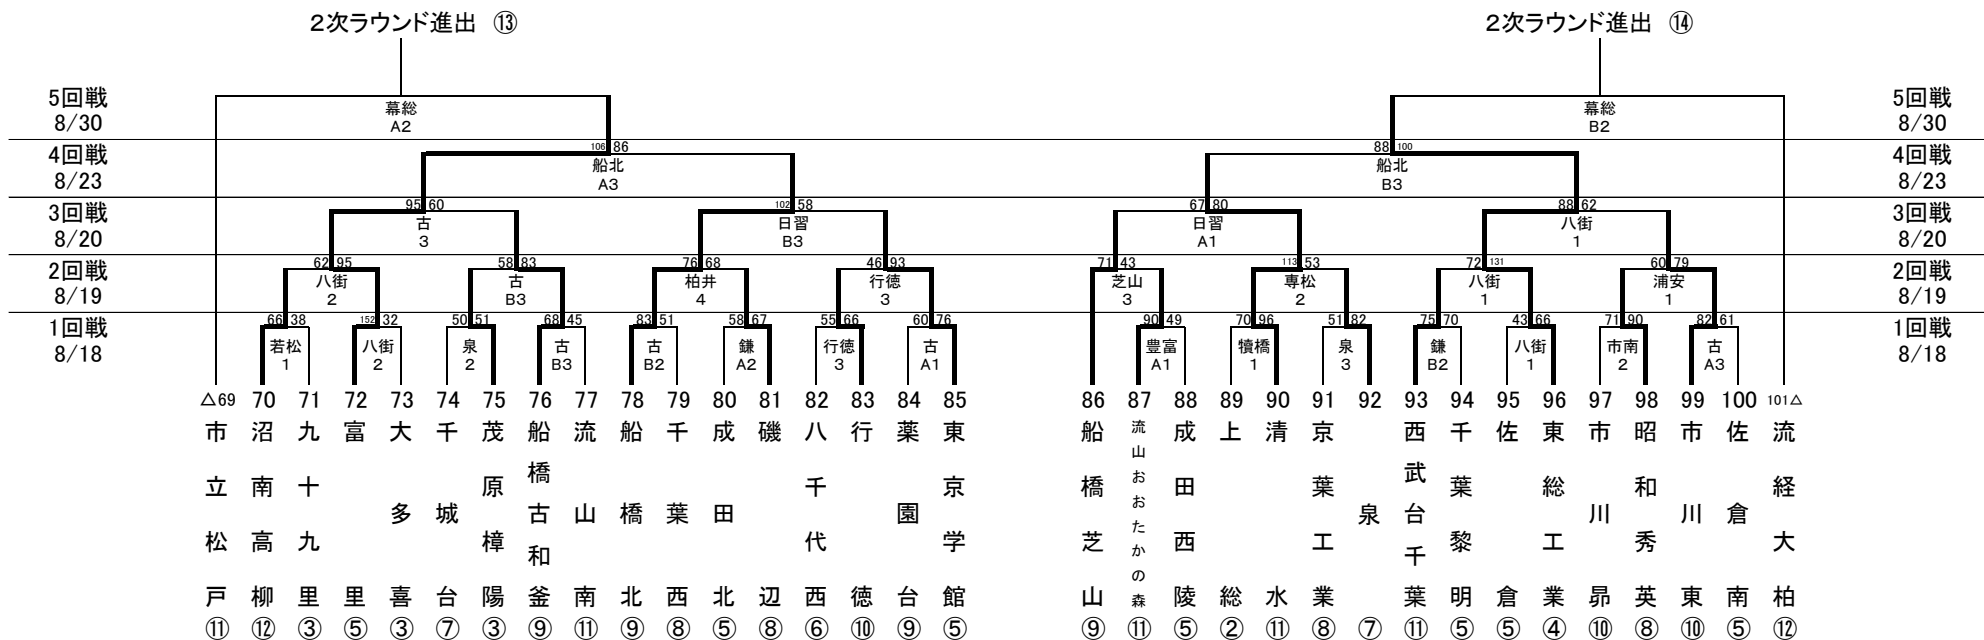 2次ラウンド進出 ⑬
2次ラウンド進出 ⑭
5回戦
8/30
幕総
A2
幕総
B2
5回戦
8/30
4回戦
8/23
106 86
船北
A3
88 100
船北
B3
4回戦
8/23
3回戦
8/20
95 60
古
3
102 58
日習
B3
67 80
日習
A1
88 62
八街
1
3回戦
8/20
2回戦
8/19
62 95
八街
2
58 83
古
B3
76 68
柏井
4
46 93
行徳
3
71 43
芝山
3
113 53
専松
2
72 131
八街
1
60 79
浦安
1
2回戦
8/19
1回戦
8/18
66 38
若松
1
152 32
八街
2
50 51
泉
2
68 45
古
B3
83 51
古
B2
58 67
鎌
A2
55 66
行徳
3
60 76
古
A1
90 49
豊富
A1
70 96
犢橋
1
51 82
泉
3
75 70
鎌
B2
43 66
八街
1
71 90
市南
2
82 61
古
A3
1回戦
8/18
△69 市立松戸 ⑪
70 沼南高柳 ⑫
71 九十九里 ③
72 富里 ⑤
73 大多喜 ③
74 千城台 ⑦
75 茂原樟陽 ③
76 船橋古和釜 ⑨
77 流山南 ⑪
78 船橋北 ⑨
79 千葉西 ⑧
80 成田北 ⑤
81 磯辺 ⑧
82 八千代西 ⑥
83 行徳 ⑩
84 薬園台 ⑨
85 東京学館 ⑤
86 船橋芝山 ⑨
87 流山おおたかの森 ⑪
88 成田西陵 ⑤
89 上総 ②
90 清水 ⑪
91 京葉工業 ⑧
92 泉 ⑦
93 西武台千葉 ⑪
94 千葉黎明 ⑤
95 佐倉 ⑤
96 東総工業 ④
97 市川昴 ⑩
98 昭和秀英 ⑧
99 市川東 ⑩
100 佐倉南 ⑤
101△ 流経大柏 ⑫